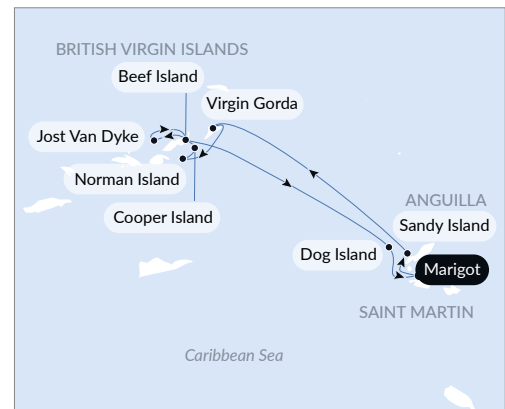 BRITISH VIRGIN ISLANDS
Beef Island
Virgin Gorda
Jost Van Dyke
Norman Island
Cooper Island
ANGUILLA
Sandy Island
Dog Island
Marigot
SAINT MARTIN
Caribbean Sea